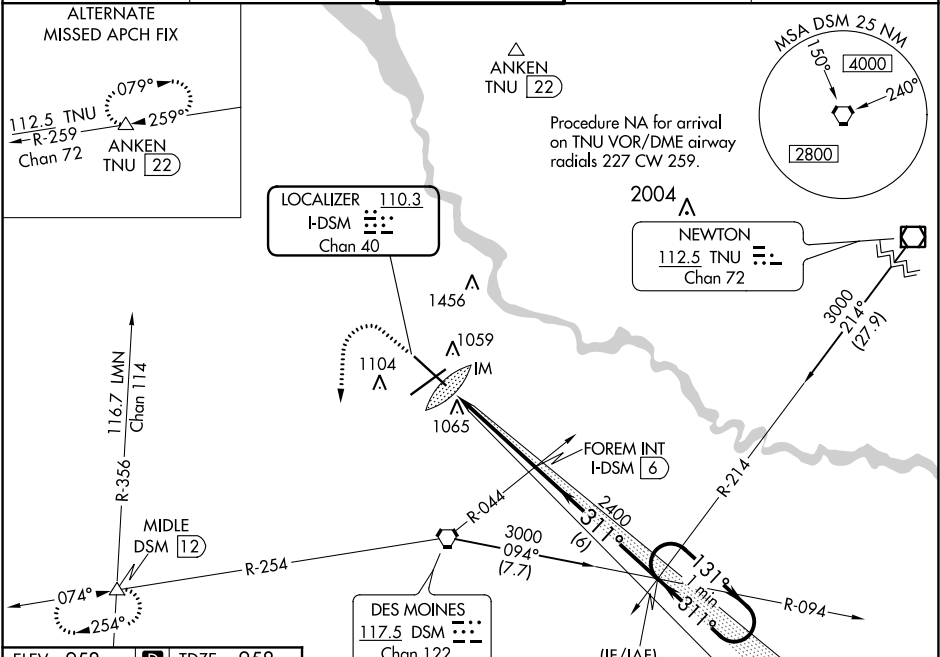 ALTERNATE
MISSED APCH FIX
079°
259°
112.5 TNU
R-259
Chan 72
ANKEN
TNU 22
ANKEN
TNU 22
MSA DSM 25 NM
150°
4000
240°
2800
Procedure NA for arrival
on TNU VOR/DME airway
radials 227 CW 259.
2004
LOCALIZER 110.3
I-DSM
Chan 40
NEWTON
112.5 TNU
Chan 72
3000
214°
(27.9)
R-214
1456
1059
1104
IM
1065
116.7 LMN
Chan 114
R-356
FOREM INT
I-DSM 6
R-044
2400
311°
(6)
MIDLE
DSM 12
R-254
3000
094°
(7.7)
131°
1 min
311°
R-094
074°
254°
DES MOINES
117.5 DSM
Chan 122
(IF/IAF)
ELEV 958 D TDZE 958